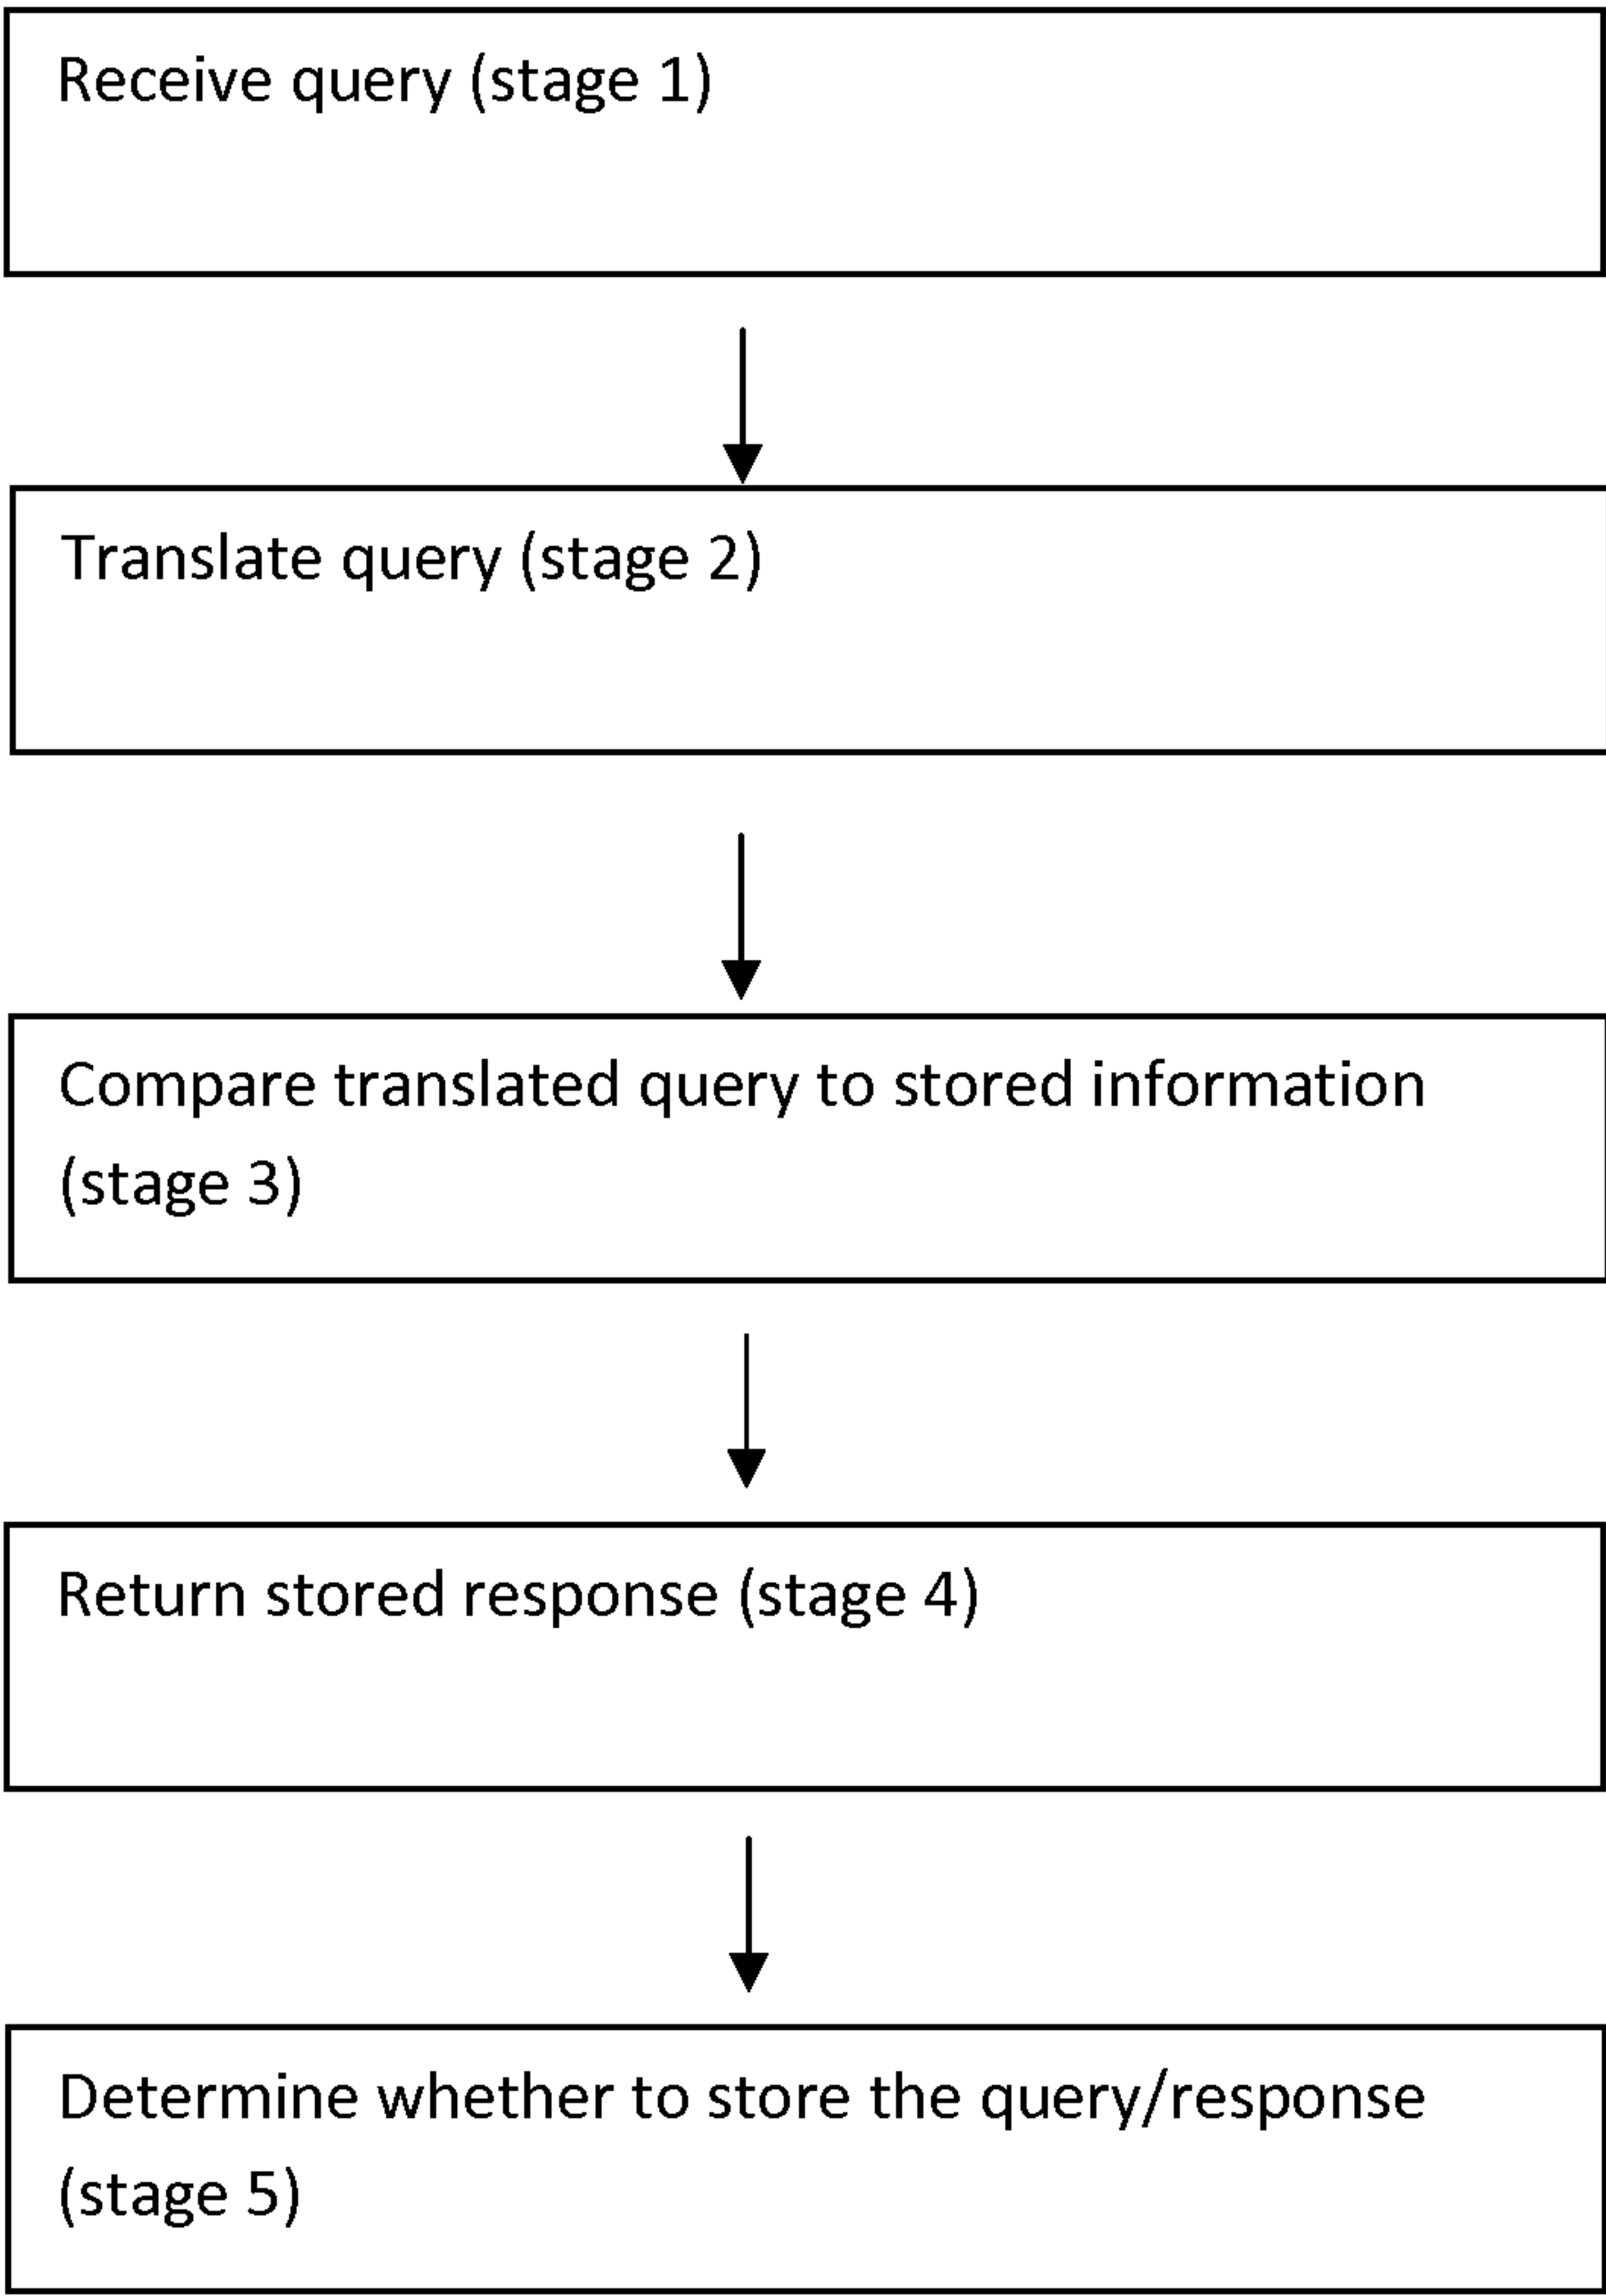 Receive query (stage 1)
Translate query (stage 2)
Compare translated query to stored information
(stage 3)
Return stored response (stage 4)
Determine whether to store the query/response
(stage 5)